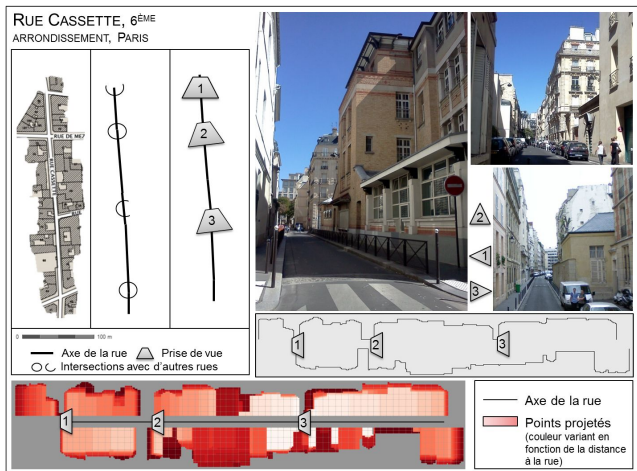 RUE CASSETTE, 6ÈME
ARRONDISSEMENT, PARIS
RUE DE MEZ
RUE CASSETTE
1
2
3
0 100 m
Axe de la rue
Prise de vue
Intersections avec d'autres rues
2
1
3
1
2
3
1
2
3
Axe de la rue
Points projetés
(couleur variant en
fonction de la distance
à la rue)